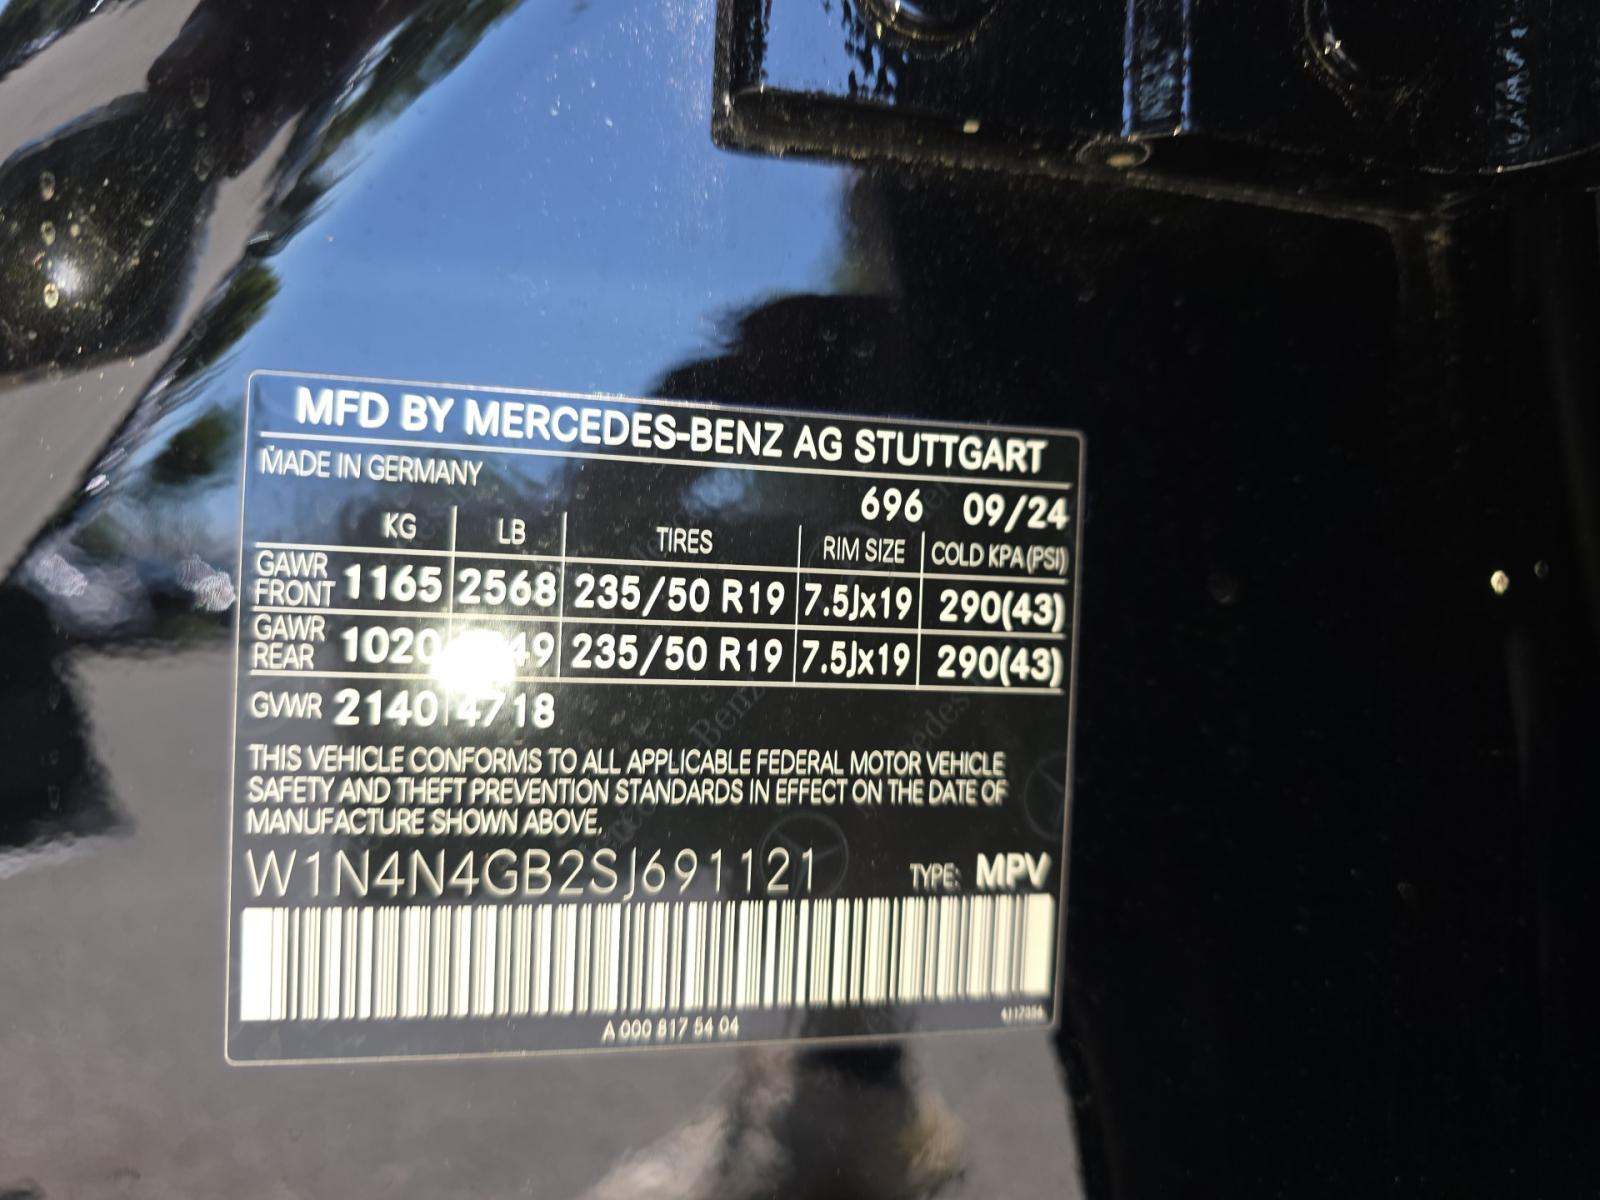 MFD BY MERCEDES-BENZ AG STUTTGART
MADE IN GERMANY
696 09/24
KG LB TIRES RIM SIZE COLD KPA(PSI)
GAWR FRONT 1165 2568 235/50 R19 7.5Jx19 290(43)
GAWR REAR 1020 235/50 R19 7.5Jx19 290(43)
GVWR 2140 4718
THIS VEHICLE CONFORMS TO ALL APPLICABLE FEDERAL MOTOR VEHICLE
SAFETY AND THEFT PREVENTION STANDARDS IN EFFECT ON THE DATE OF
MANUFACTURE SHOWN ABOVE.
W1N4N4GB2SJ691121 TYPE: MPV
A 000 817 54 04